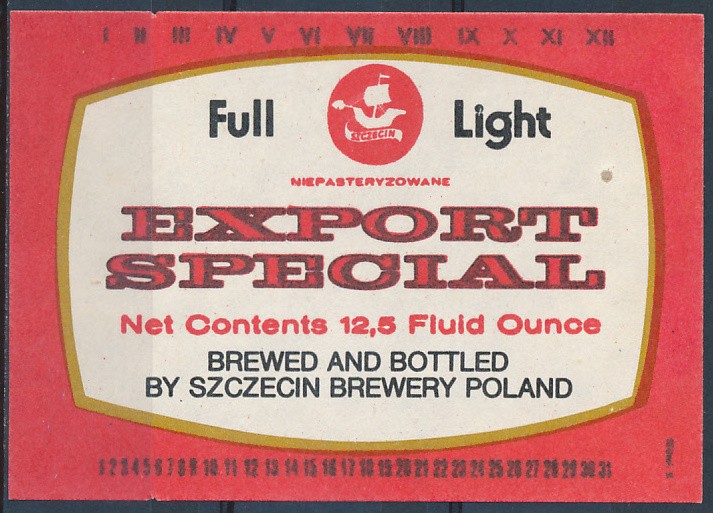 I II III IV V VI VII VIII IX X XI XII
Full Light
SZCZECIN
NIEPASTERYZOWANE
EXPORT
SPECIAL
Net Contents 12,5 Fluid Ounce
BREWED AND BOTTLED
BY SZCZECIN BREWERY POLAND
1 2 3 4 5 6 7 8 9 10 11 12 13 14 15 16 17 18 19 20 21 22 23 24 25 26 27 28 29 30 31